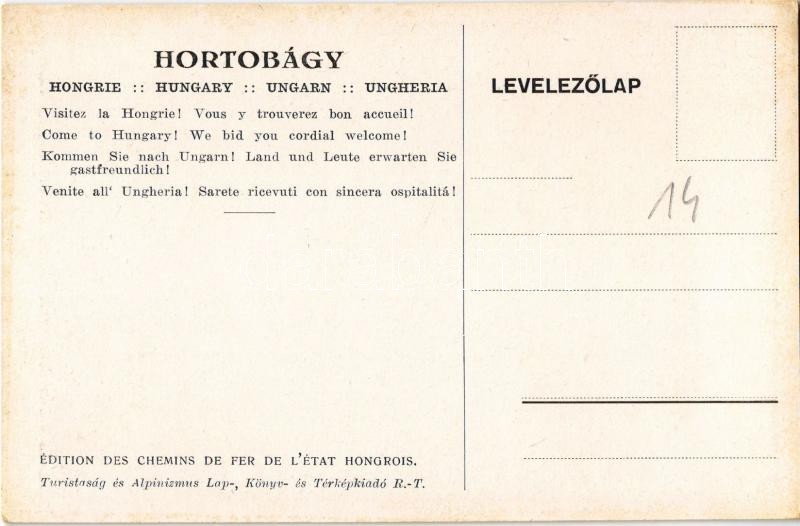 HORTOBÁGY
HONGRIE :: HUNGARY :: UNGARN :: UNGHERIA
Visitez la Hongrie! Vous y trouverez bon accueil!
Come to Hungary! We bid you cordial welcome!
Kommen Sie nach Ungarn! Land und Leute erwarten Sie
gastfreundlich!
Venite all' Ungheria! Sarete ricevuti con sincera ospitalitá!
ÉDITION DES CHEMINS DE FER DE L'ÉTAT HONGROIS.
Turistaság és Alpinizmus Lap-, Könyv- és Térképkiadó R.-T.
LEVELEZŐLAP
14